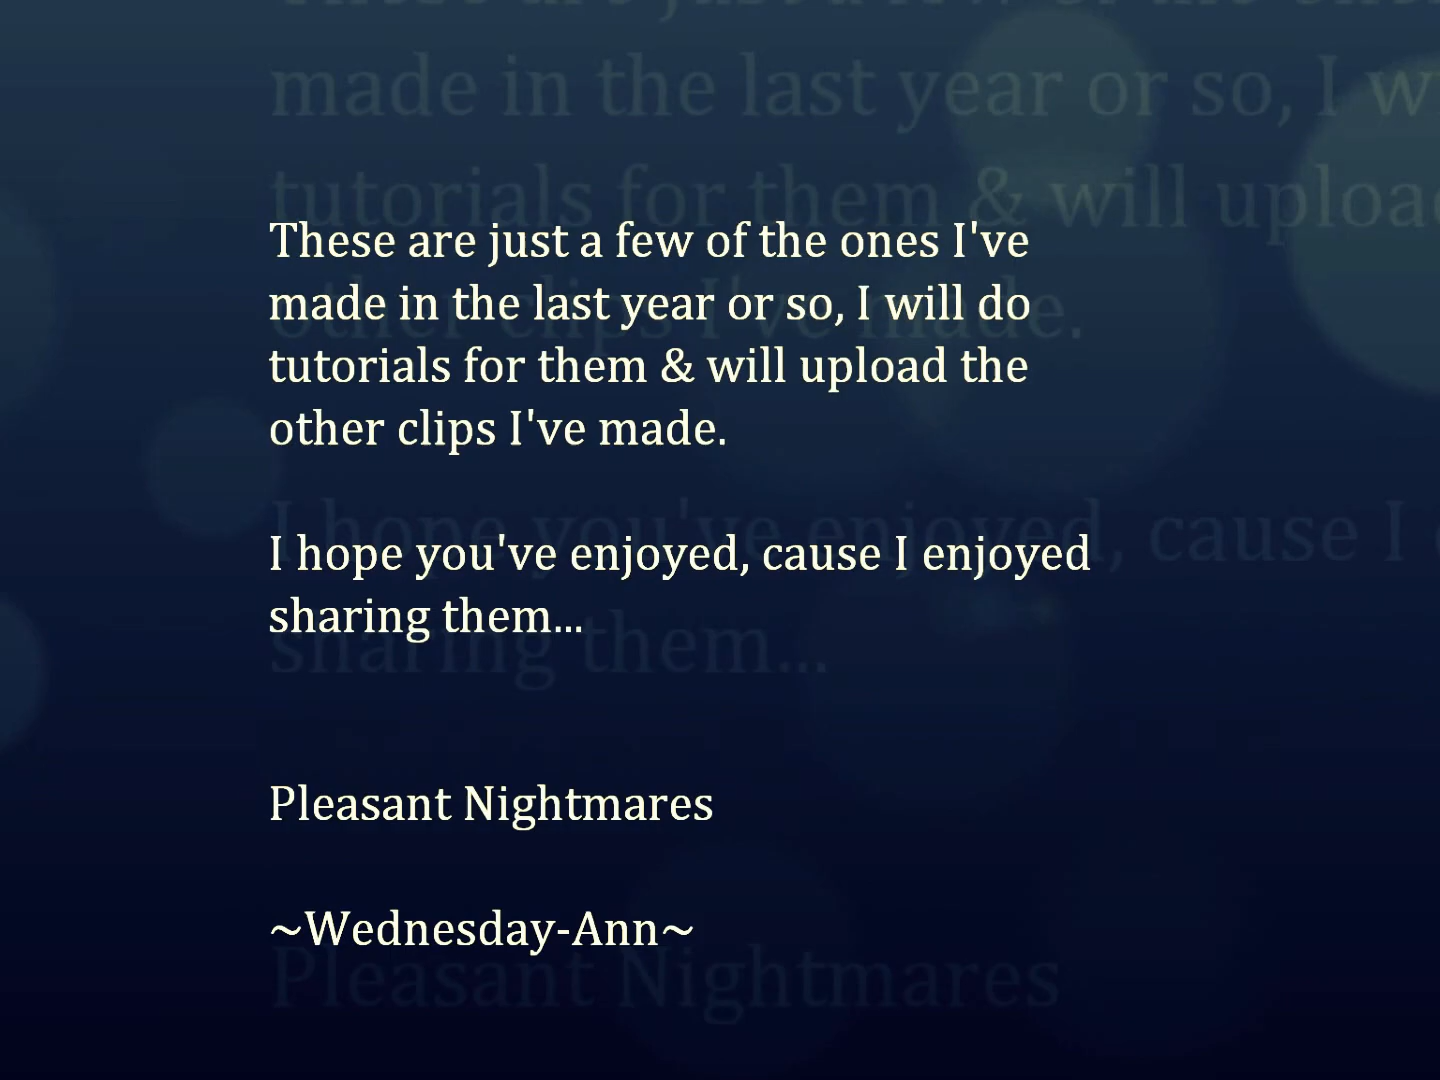 These are just a few of the ones I've
made in the last year or so, I will do
tutorials for them & will upload the
other clips I've made.
I hope you've enjoyed, cause I enjoyed
sharing them...
Pleasant Nightmares
~Wednesday-Ann~